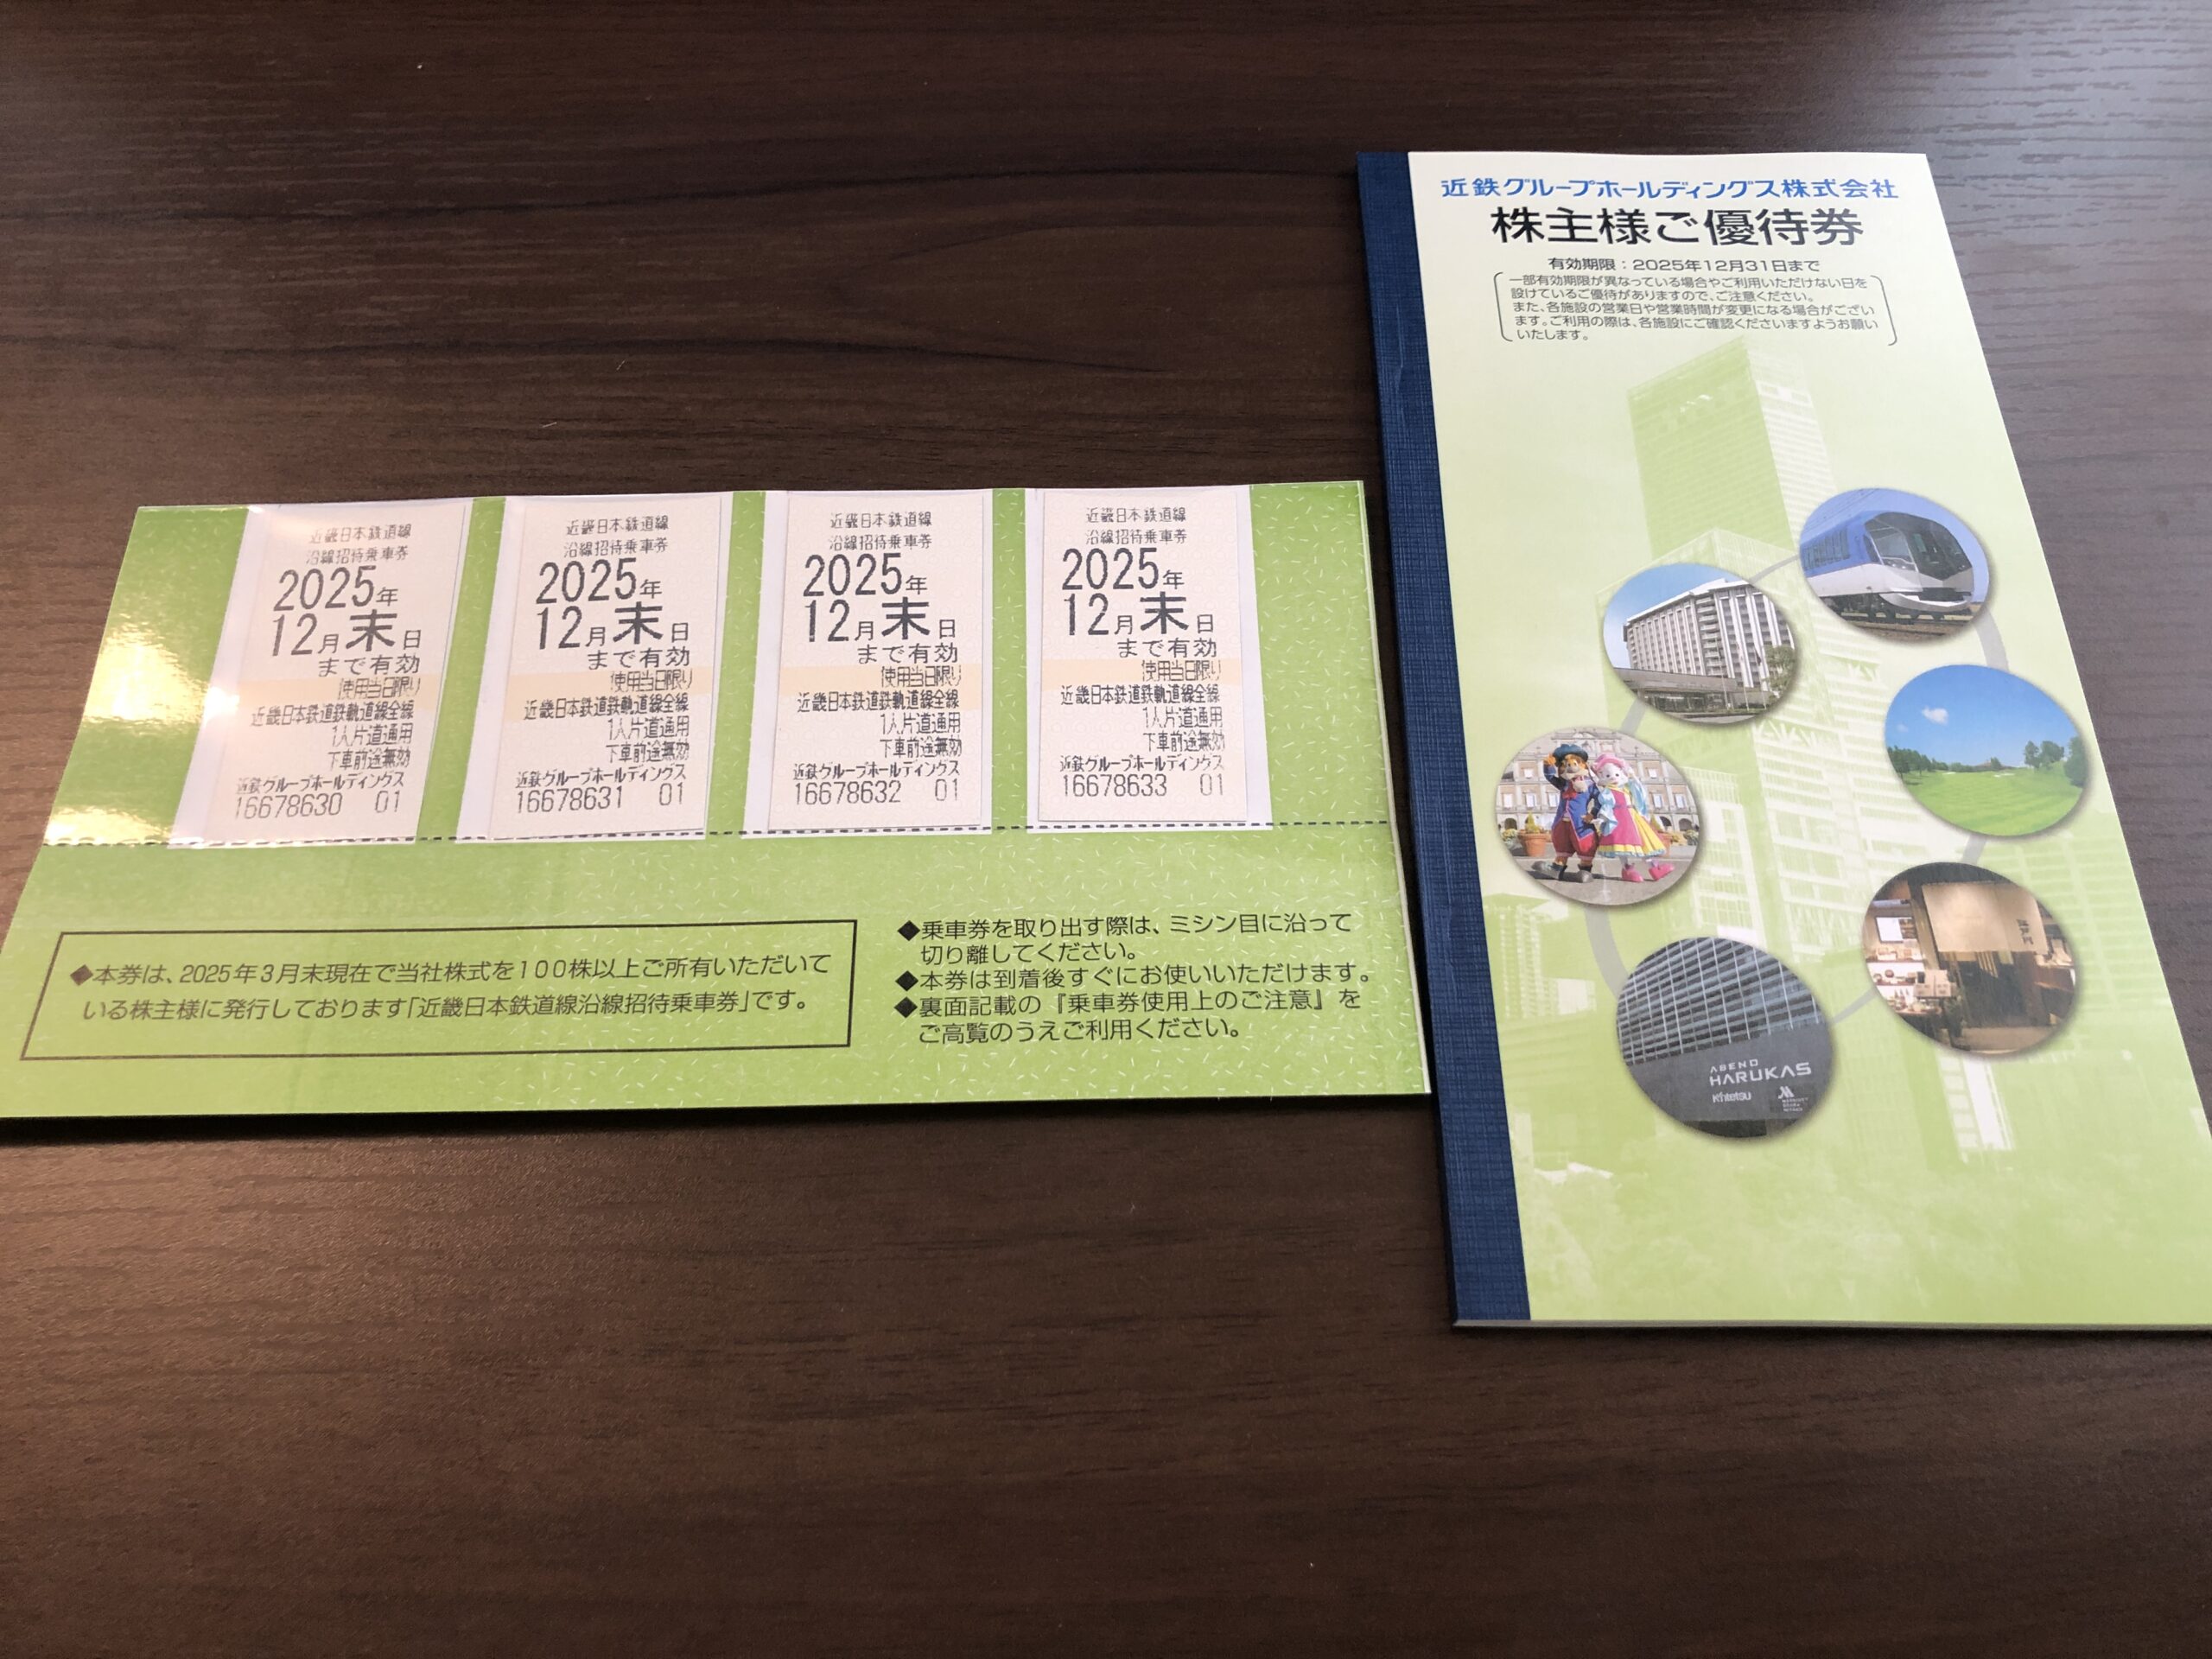 近畿日本鉄道線
沿線招待乗車券
2025年
12月末日
まで有効
使用当日限り
近畿日本鉄道鉄軌道線全線
1人片道通用
下車前途無効
近鉄グループホールディングス
16678630 01
近畿日本鉄道線
沿線招待乗車券
2025年
12月末日
まで有効
使用当日限り
近畿日本鉄道鉄軌道線全線
1人片道通用
下車前途無効
近鉄グループホールディングス
16678631 01
近畿日本鉄道線
沿線招待乗車券
2025年
12月末日
まで有効
使用当日限り
近畿日本鉄道鉄軌道線全線
1人片道通用
下車前途無効
近鉄グループホールディングス
16678632 01
近畿日本鉄道線
沿線招待乗車券
2025年
12月末日
まで有効
使用当日限り
近畿日本鉄道鉄軌道線全線
1人片道通用
下車前途無効
近鉄グループホールディングス
16678633 01
◆本券は、2025年3月末現在で当社株式を100株以上ご所有いただいて
いる株主様に発行しております「近畿日本鉄道線沿線招待乗車券」です。
◆乗車券を取り出す際は、ミシン目に沿って
切り離してください。
◆本券は到着後すぐにお使いいただけます。
◆裏面記載の『乗車券使用上のご注意』を
ご高覧のうえご利用ください。
近鉄グループホールディングス株式会社
株主様ご優待券
有効期限：2025年12月31日まで
一部有効期限が異なっている場合やご利用いただけない日を
設けているご優待がありますので、ご注意ください。
また、各施設の営業日や営業時間が変更になる場合がござい
ます。ご利用の際は、各施設にご確認くださいますようお願い
いたします。
ABENO
HARUKAS
Kintetsu